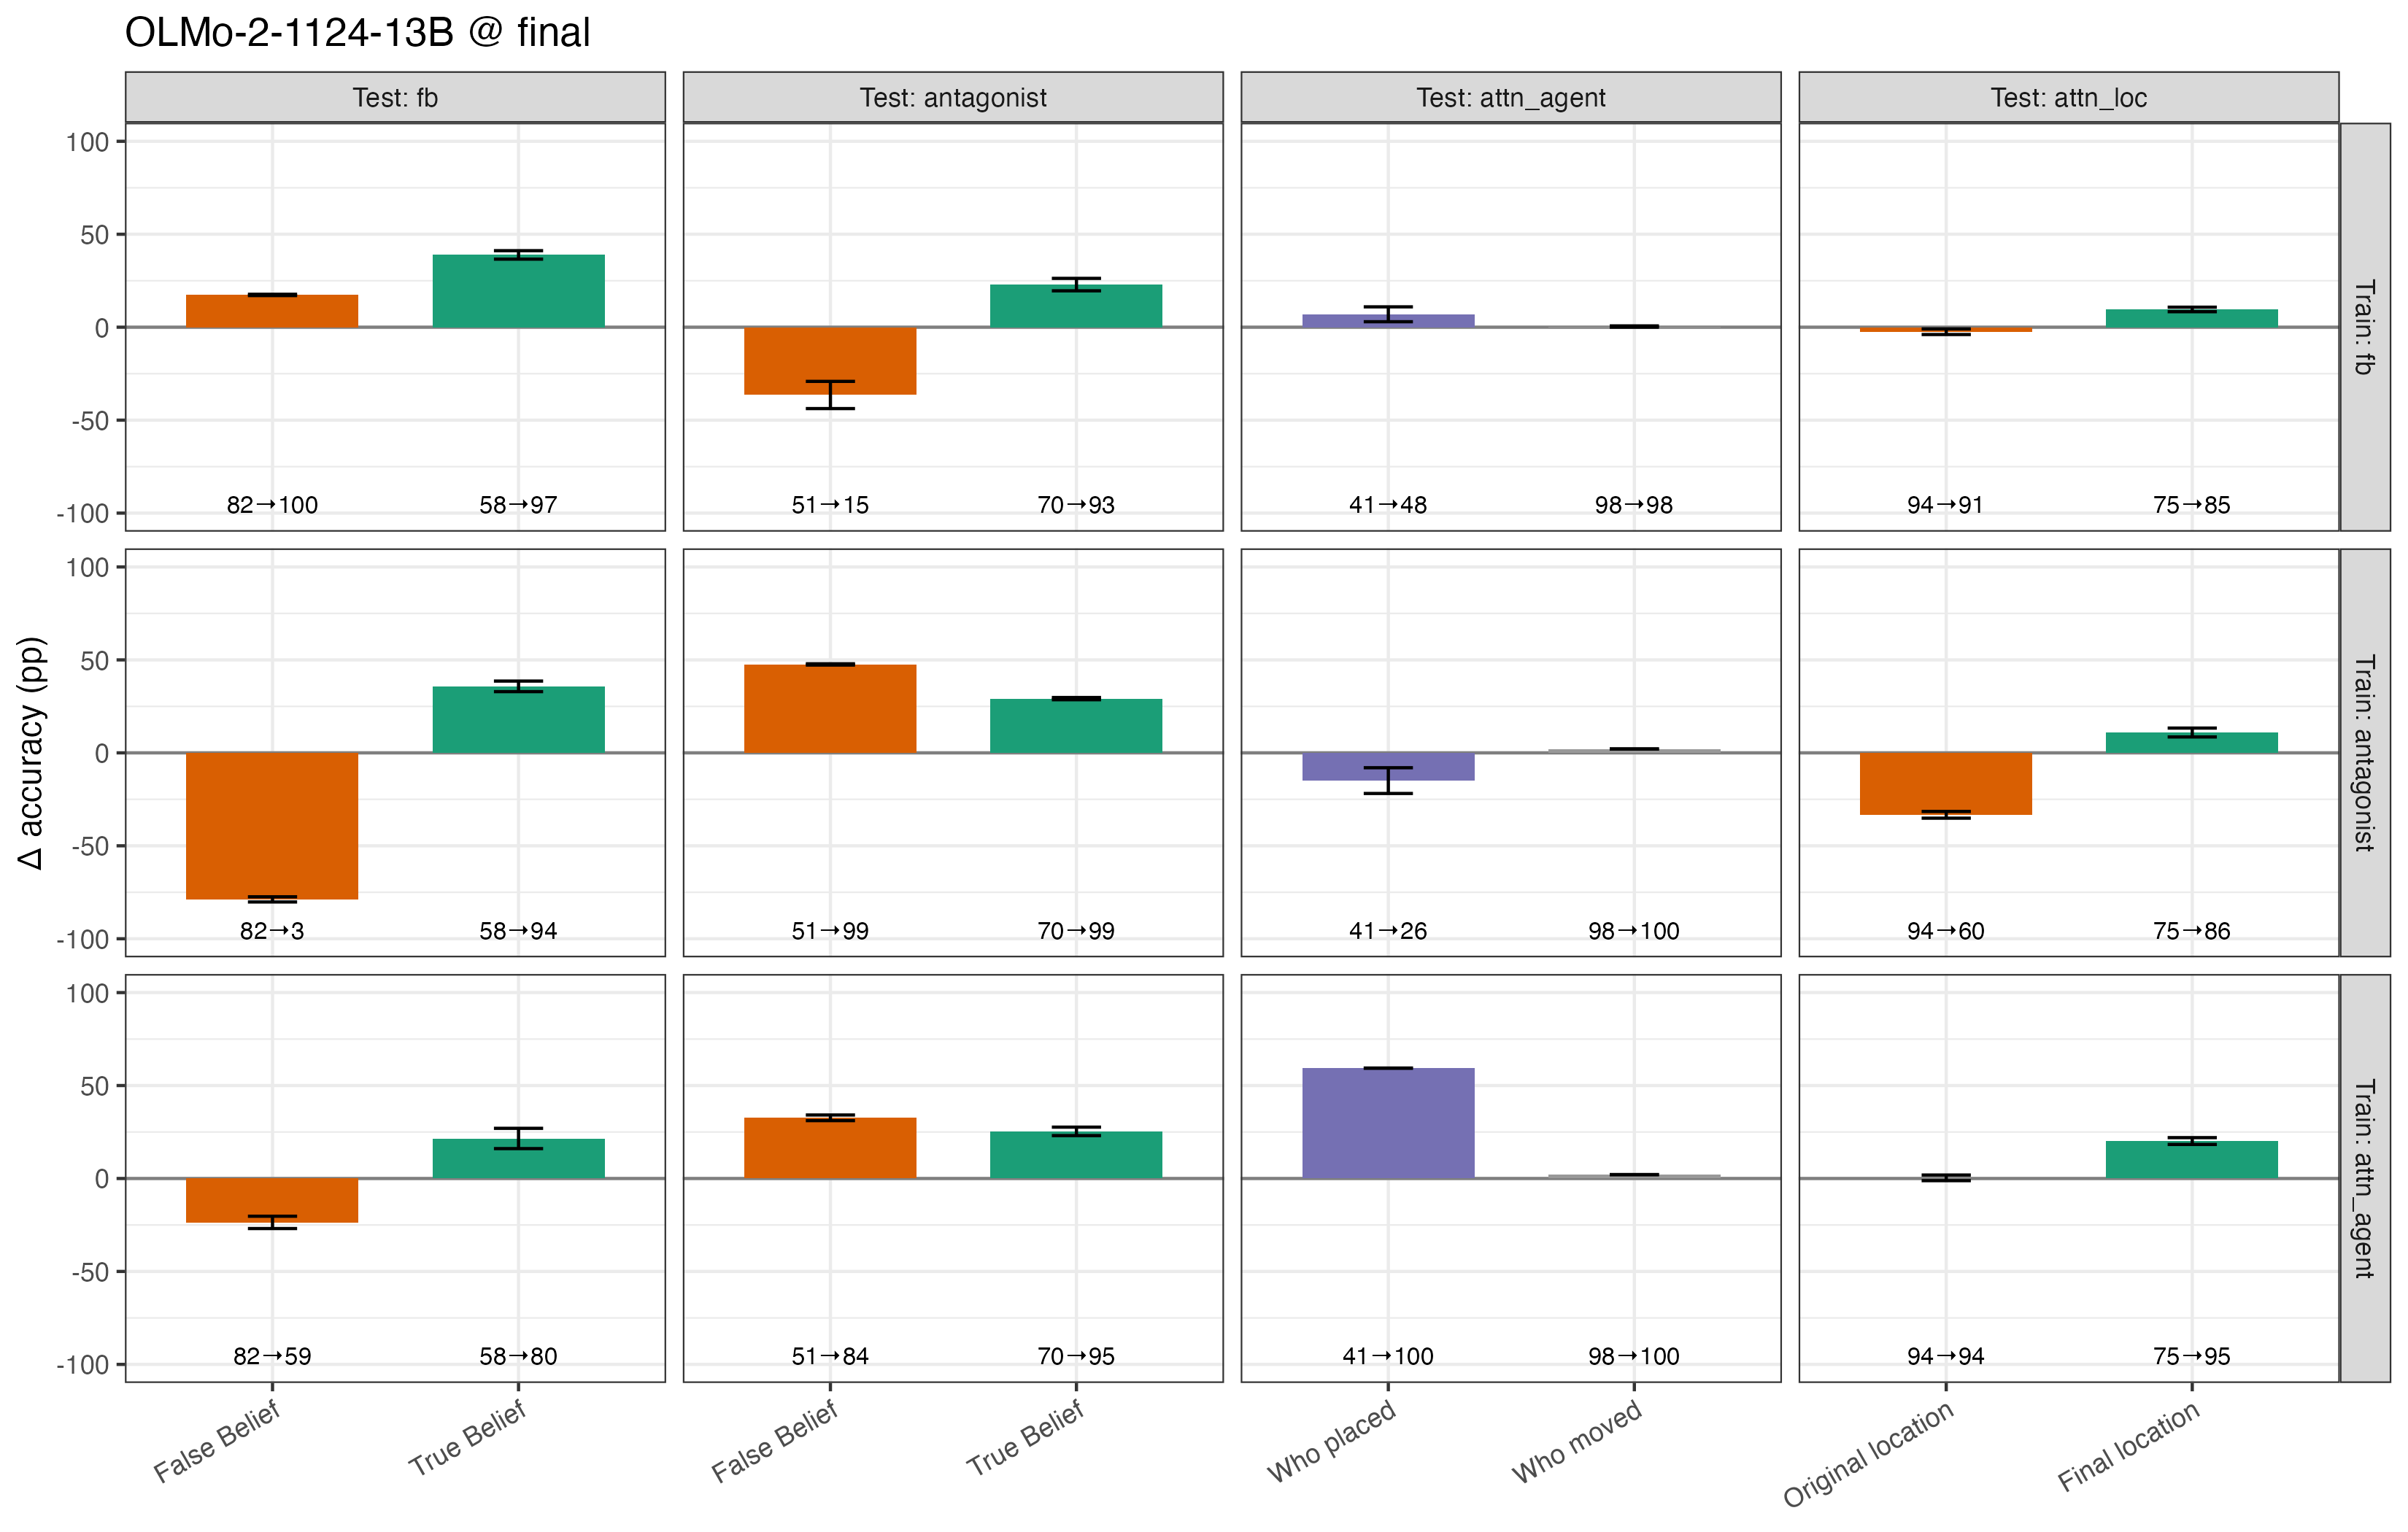 OLMo-2-1124-13B @ final
Test: fb
Test: antagonist
Test: attn_agent
Test: attn_loc
Δ accuracy (pp)
100
50
0
-50
-100
82→100
58→97
51→15
70→93
41→48
98→98
94→91
75→85
Train: fb
100
50
0
-50
-100
82→3
58→94
51→99
70→99
41→26
98→100
94→60
75→86
Train: antagonist
100
50
0
-50
-100
82→59
58→80
51→84
70→95
41→100
98→100
94→94
75→95
Train: attn_agent
False Belief
True Belief
False Belief
True Belief
Who placed
Who moved
Original location
Final location